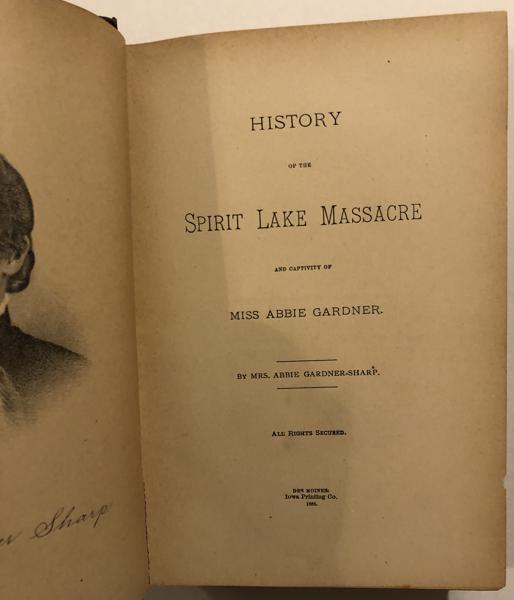 HISTORY
OF THE
SPIRIT LAKE MASSACRE
AND CAPTIVITY OF
MISS ABBIE GARDNER.
BY MRS. ABBIE GARDNER-SHARP.
ALL RIGHTS SECURED.
DES MOINES:
Iowa Printing Co.
1885.
Sharp